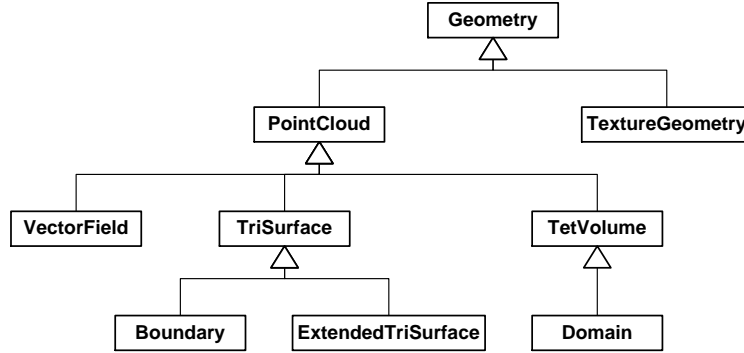 Geometry
PointCloud
TextureGeometry
VectorField
TriSurface
TetVolume
Boundary
ExtendedTriSurface
Domain